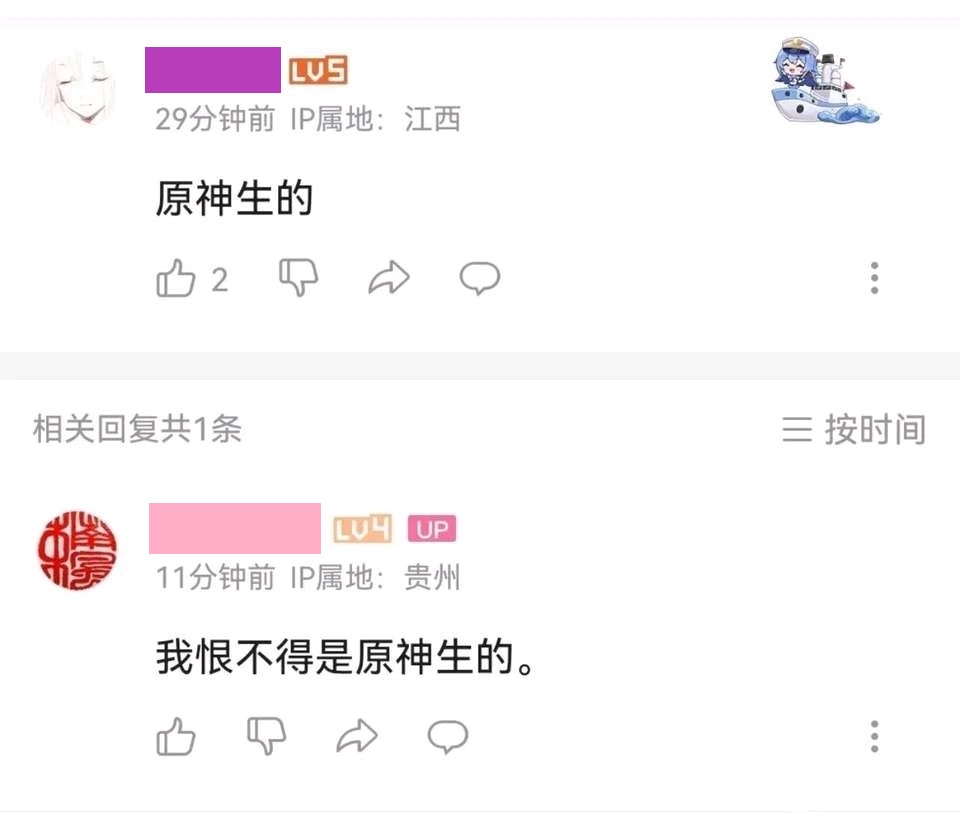 LV5
29分钟前 IP属地：江西
原神生的
2
相关回复共1条
按时间
LV4 UP
11分钟前 IP属地：贵州
我恨不得是原神生的。